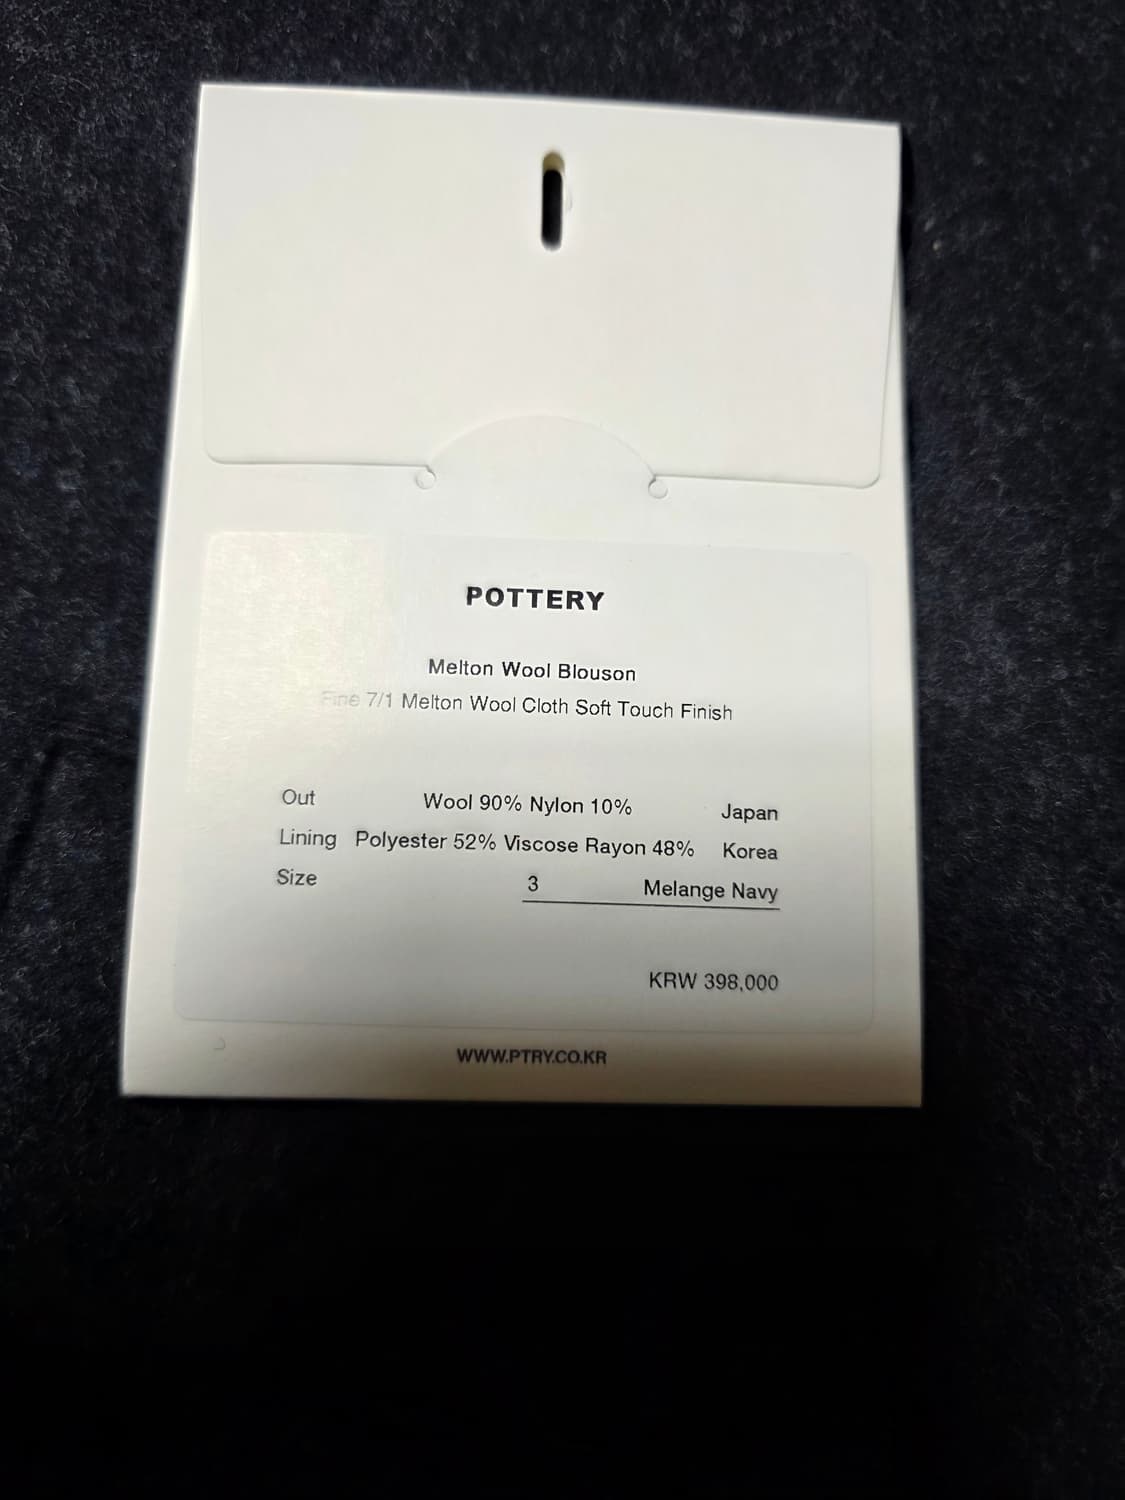 POTTERY
Melton Wool Blouson
Fine 7/1 Melton Wool Cloth Soft Touch Finish
Out Wool 90% Nylon 10% Japan
Lining Polyester 52% Viscose Rayon 48% Korea
Size 3 Melange Navy
KRW 398,000
WWW.PTRY.CO.KR